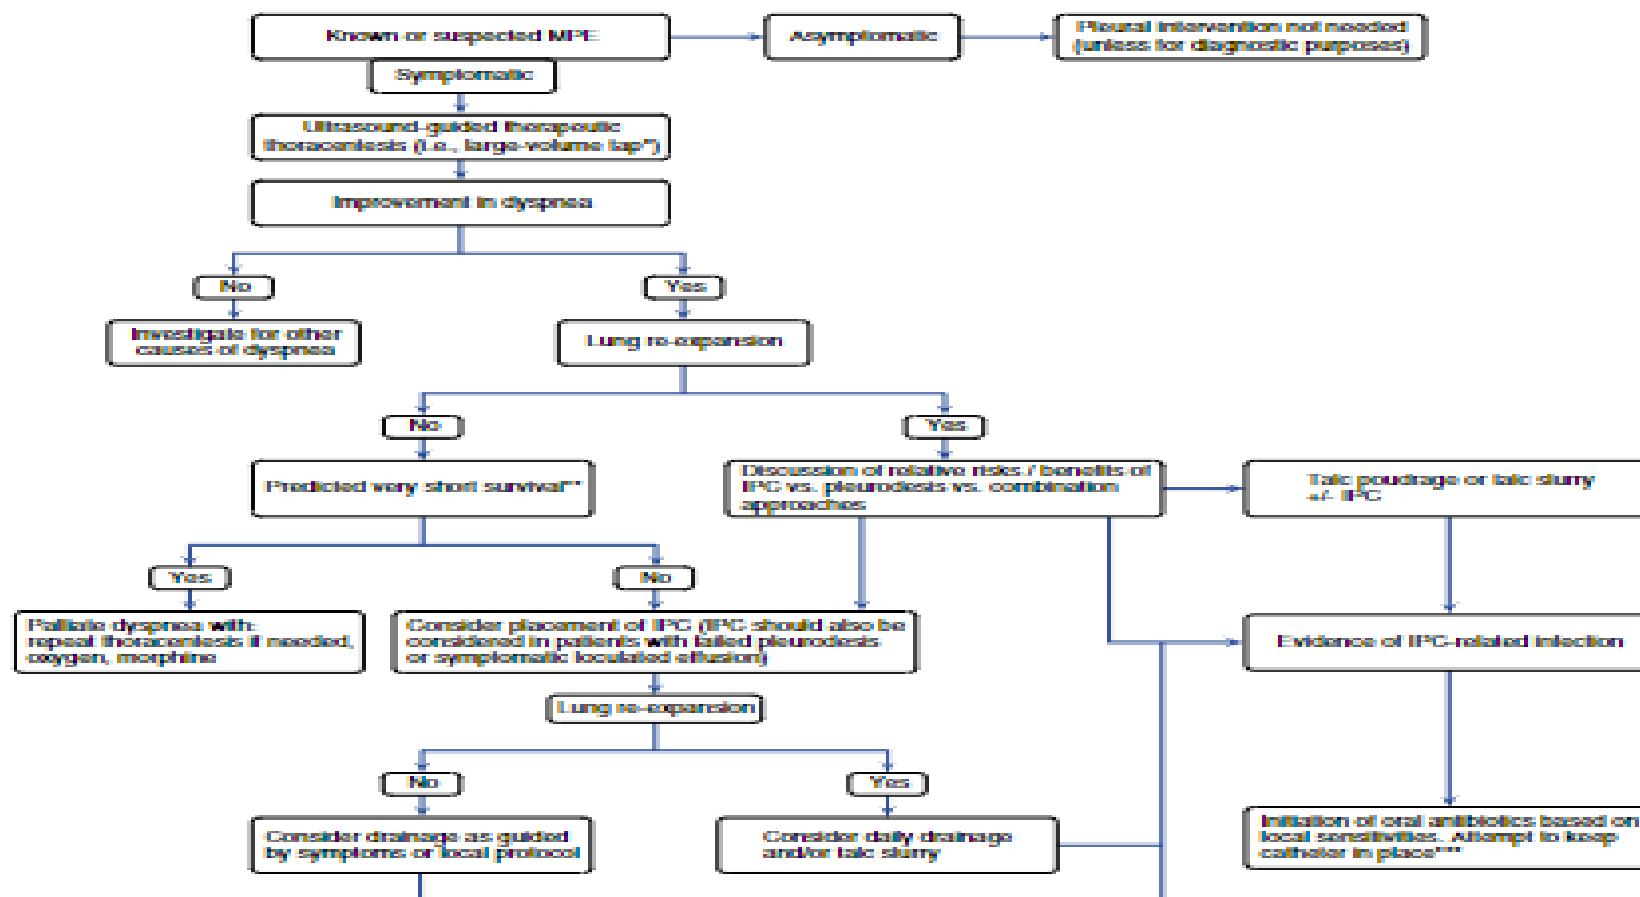 Known or suspected MPE
Asymptomatic
Pleural intervention not needed
(unless for diagnostic purposes)
Symptomatic
Ultrasound-guided therapeutic
thoracentesis (i.e., large-volume tap*)
Improvement in dyspnea
No
Yes
Investigate for other
causes of dyspnea
Lung re-expansion
No
Yes
Predicted very short survival**
Discussion of relative risks / benefits of
IPC vs. pleurodesis vs. combination
approaches
Talc poudrage or talc slurry
+/- IPC
Yes
No
Palliate dyspnea with:
repeat thoracentesis if needed,
oxygen, morphine
Consider placement of IPC (IPC should also be
considered in patients with failed pleurodesis
or symptomatic loculated effusion)
Evidence of IPC-related infection
Lung re-expansion
No
Yes
Consider drainage as guided
by symptoms or local protocol
Consider daily drainage
and/or talc slurry
Initiation of oral antibiotics based on
local sensitivities. Attempt to keep
catheter in place***